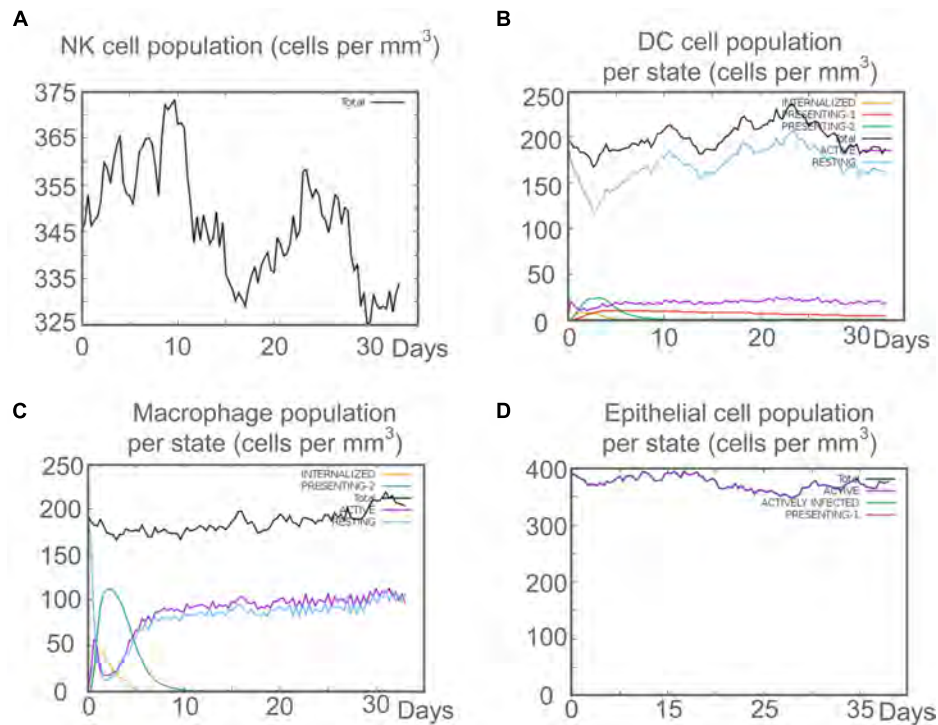 A
NK cell population (cells per mm³)
375
365
355
345
335
325
0
10
20
30
Days
Total
B
DC cell population
per state (cells per mm³)
250
200
150
100
50
0
0
10
20
30
Days
INTERNALIZED
PRESENTING-1
PRESENTING-2
Total
ACTIVE
RESTING
C
Macrophage population
per state (cells per mm³)
250
200
150
100
50
0
0
10
20
30
Days
INTERNALIZED
PRESENTING-2
Total
ACTIVE
RESTING
D
Epithelial cell population
per state (cells per mm³)
400
300
200
100
0
0
15
25
35
Days
Total
ACTIVE
ACTIVELY INFECTED
PRESENTING-1